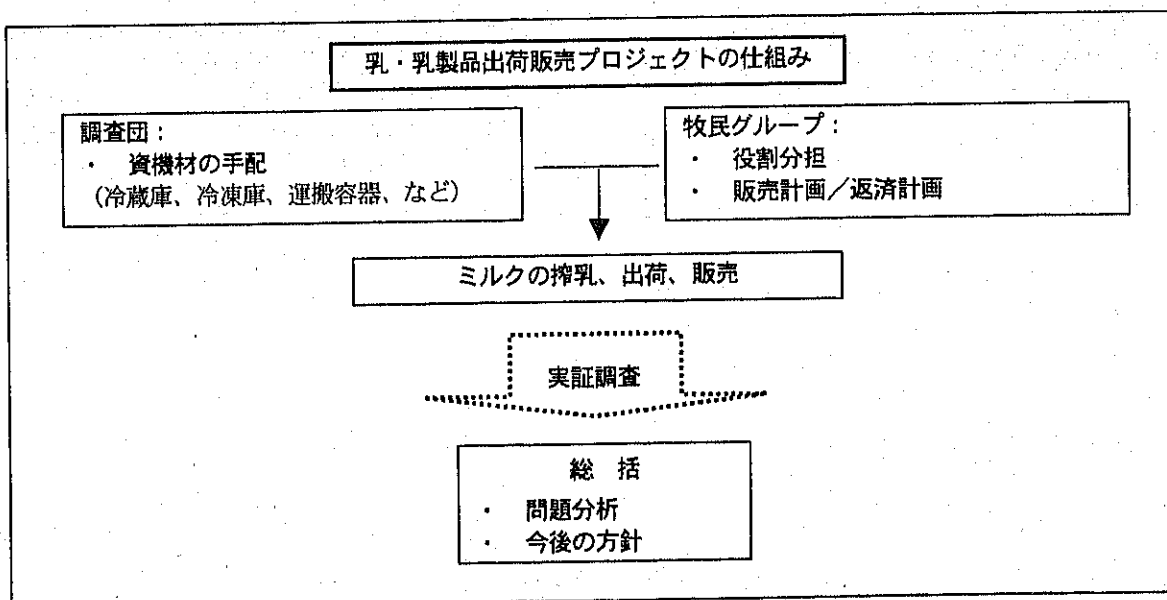 乳・乳製品出荷販売プロジェクトの仕組み
調査団：
・ 資機材の手配
（冷蔵庫、冷凍庫、運搬容器、など）
牧民グループ：
・ 役割分担
・ 販売計画／返済計画
ミルクの搾乳、出荷、販売
実証調査
総　括
・ 問題分析
・ 今後の方針